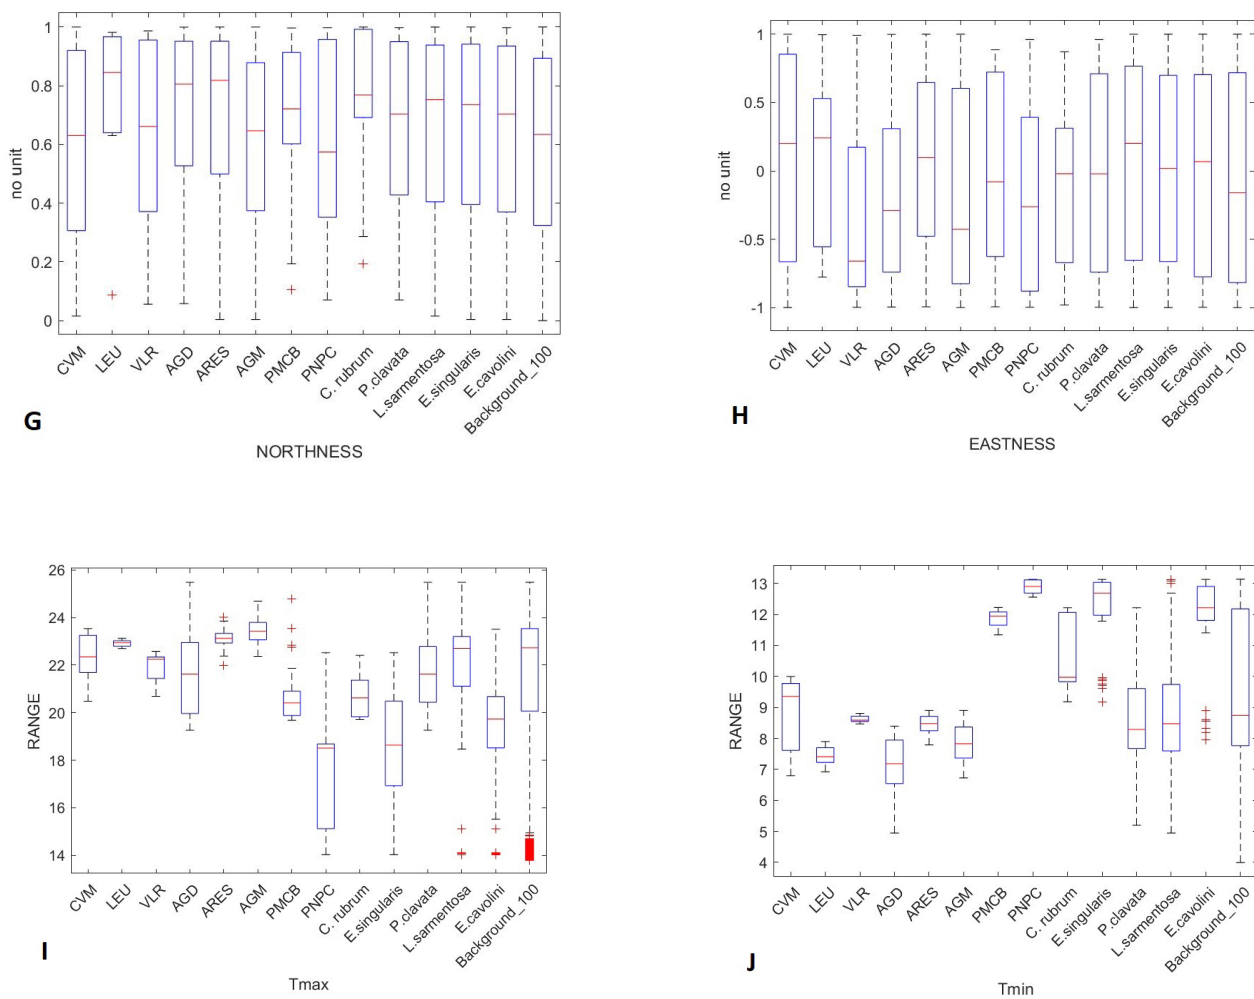 1
0.8
0.6
0.4
0.2
0
no unit
CVM
LEU
VLR
AGD
ARES
AGM
PMCB
PNPC
C. rubrum
P.clavata
L.sarmentosa
E.singularis
E.cavolini
Background_100
G
NORTHNESS
1
0.5
0
-0.5
-1
no unit
CVM
LEU
VLR
AGD
ARES
AGM
PMCB
PNPC
C. rubrum
P.clavata
L.sarmentosa
E.singularis
E.cavolini
Background_100
H
EASTNESS
26
24
22
20
18
16
14
RANGE
CVM
LEU
VLR
AGD
ARES
AGM
PMCB
PNPC
C. rubrum
E.singularis
P.clavata
L.sarmentosa
E.cavolini
Background_100
I
Tmax
13
12
11
10
9
8
7
6
5
4
RANGE
CVM
LEU
VLR
AGD
ARES
AGM
PMCB
PNPC
C. rubrum
E.singularis
P.clavata
L.sarmentosa
E.cavolini
Background_100
J
Tmin